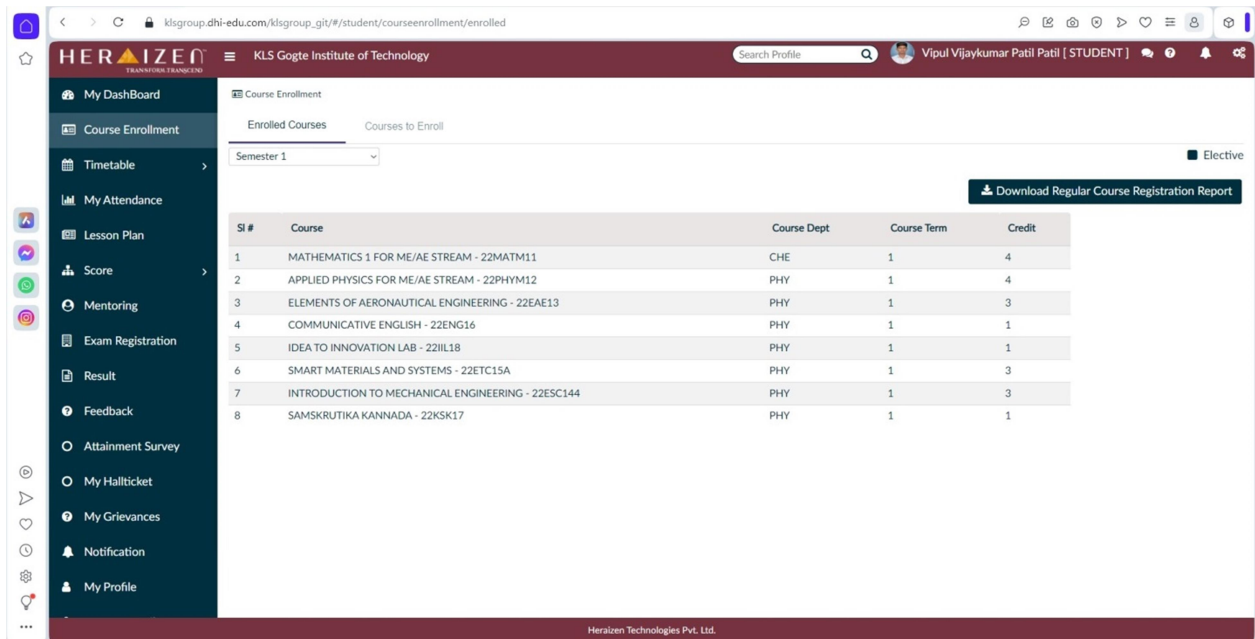 klsgroup.dhi-edu.com/klsgroup_git/#/student/courseenrollment/enrolled
HERAIZEN KLS Gogte Institute of Technology Search Profile Vipul Vijaykumar Patil Patil [ STUDENT ]
TRANSFORM.TRANSCEND
My DashBoard
Course Enrollment
Timetable
My Attendance
Lesson Plan
Score
Mentoring
Exam Registration
Result
Feedback
Attainment Survey
My Hallticket
My Grievances
Notification
My Profile
Course Enrollment
Enrolled Courses Courses to Enroll
Semester 1 Elective
Download Regular Course Registration Report
Sl # Course Course Dept Course Term Credit
1 MATHEMATICS 1 FOR ME/AE STREAM - 22MATM11 CHE 1 4
2 APPLIED PHYSICS FOR ME/AE STREAM - 22PHYM12 PHY 1 4
3 ELEMENTS OF AERONAUTICAL ENGINEERING - 22EAE13 PHY 1 3
4 COMMUNICATIVE ENGLISH - 22ENG16 PHY 1 1
5 IDEA TO INNOVATION LAB - 22IIL18 PHY 1 1
6 SMART MATERIALS AND SYSTEMS - 22ETC15A PHY 1 3
7 INTRODUCTION TO MECHANICAL ENGINEERING - 22ESC144 PHY 1 3
8 SAMSKRUTIKA KANNADA - 22KSK17 PHY 1 1
Heraizen Technologies Pvt. Ltd.